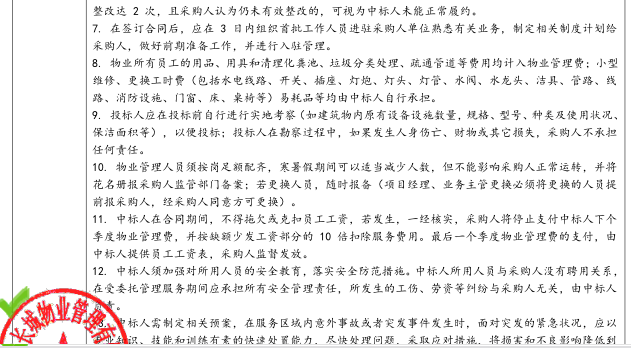 整改达 2 次，且采购人认为仍未有效整改的，可视为中标人未能正常履约。
7. 在签订合同后，应在 3 日内组织首批工作人员进驻采购人单位熟悉有关业务，制定相关制度计划给
采购人，做好前期准备工作，并进行入驻管理。
8. 物业所有员工的用品、用具和清理化粪池、垃圾分类处理、疏通管道等费用均计入物业管理费；小型
维修、更换工时费（包括水电线路、开关、插座、灯炮、灯头、灯管、水阀、水龙头、洁具、管路、线
路、消防设施、门窗、床、桌椅等）易耗品等均由中标人自行承担。
9. 投标人应在投标前自行进行实地考察（如建筑物内原有设备设施数量，规格、型号、种类及使用状况、
保洁面积等），以便投标；投标人在勘察过程中，如果发生人身伤亡、财物或其它损失，采购人不承担
任何责任。
10. 物业管理人员须按岗足额配齐，寒暑假期间可以适当减少人数，但不能影响采购人正常运转，并将
花名册报采购人监管部门备案；若更换人员，随时报备（项目经理、业务主管更换必须将更换的人员提
前报采购人，经采购人同意方可更换）。
11. 中标人在合同期间，不得拖欠或克扣员工工资，若发生，一经核实，采购人将停止支付中标人下个
季度物业管理费，并按缺额少发工资部分的 10 倍扣除服务费用。最后一个季度物业管理费的支付，由
中标人提供员工工资表，采购人监督发放。
12. 中标人须加强对所用人员的安全教育，落实安全防范措施。中标人所用人员与采购人没有聘用关系，
在受委托管理服务期间应承担所有安全管理责任，所发生的工伤、劳资等纠纷与采购人无关，由中标人
责。
中标人需制定相关预案，在服务区域内意外事故或者突发事件发生时，面对突发的紧急状况，应以
业知识、技能和训练有素的快速处置能力，尽快处理问题，采取应对措施，将损害和不良影响降低到
长城物业管理有